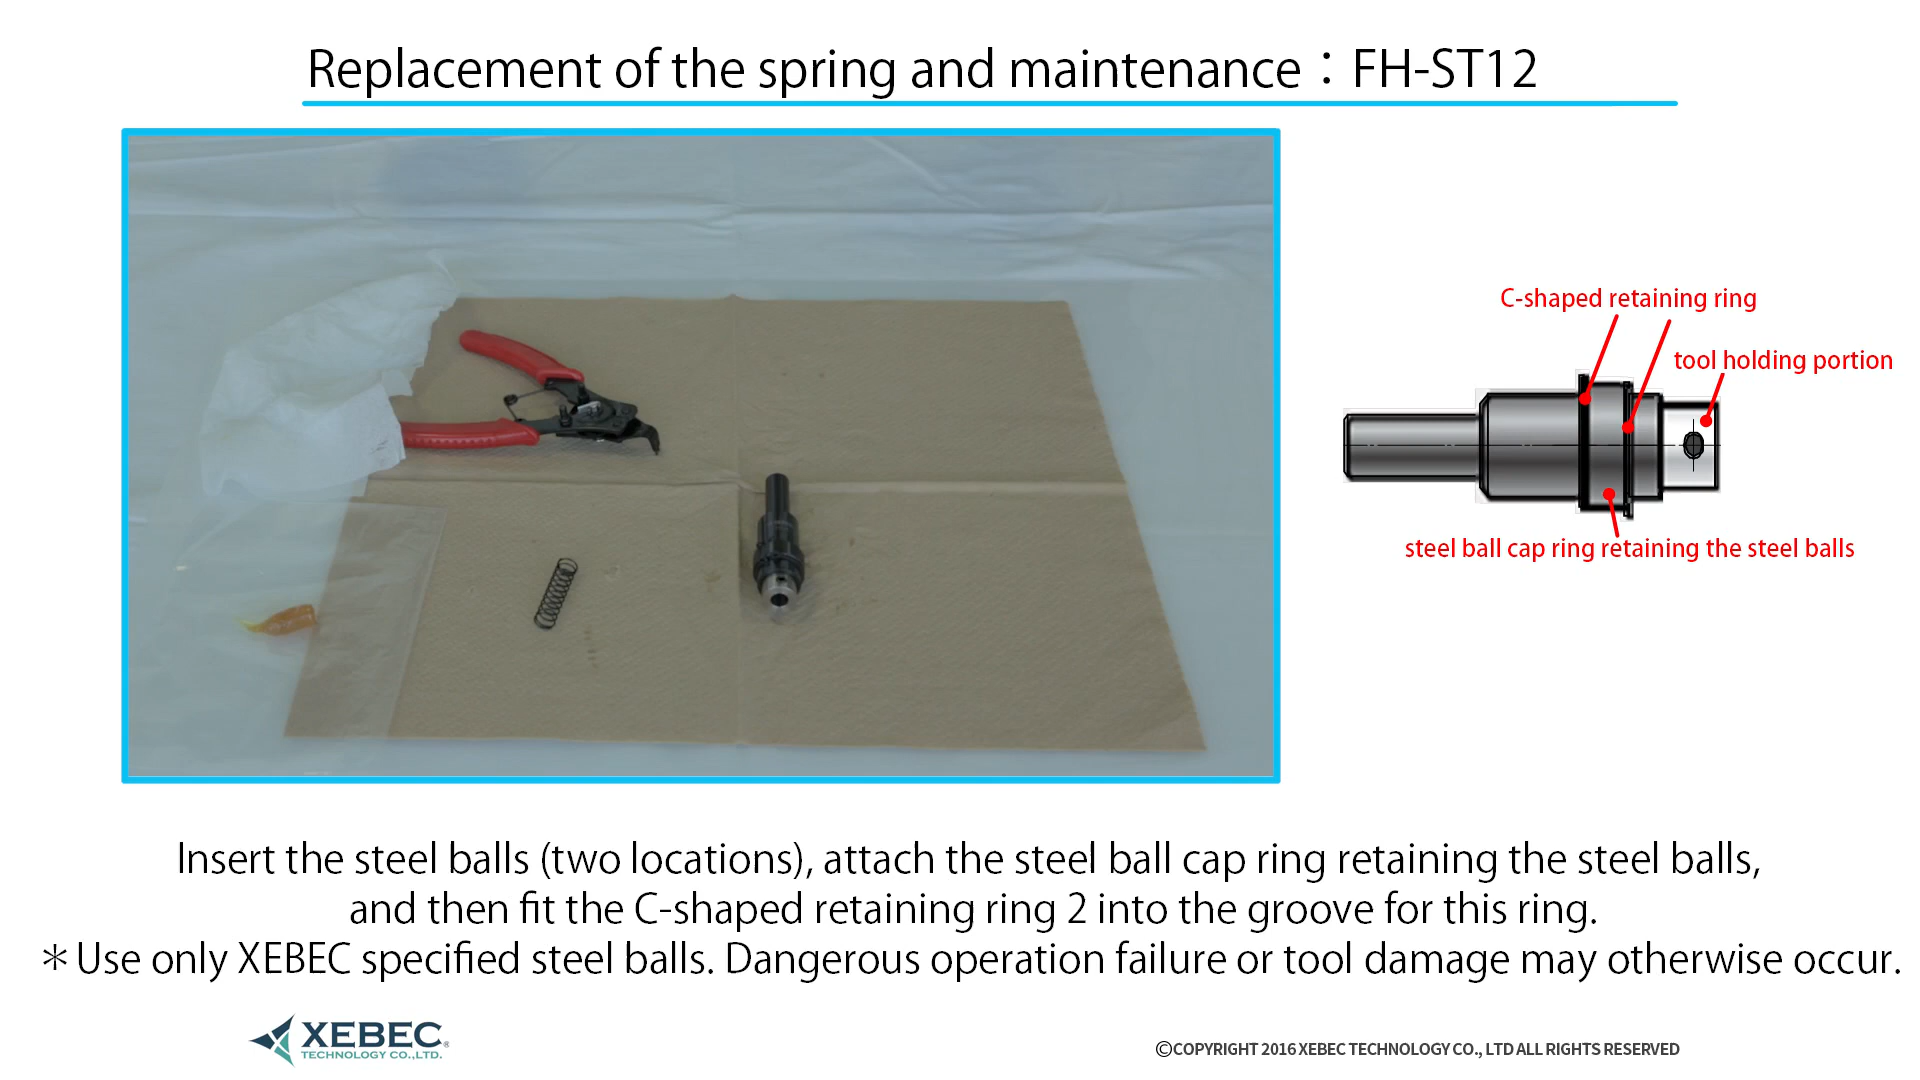 Replacement of the spring and maintenance：FH-ST12
C-shaped retaining ring
tool holding portion
steel ball cap ring retaining the steel balls
Insert the steel balls (two locations), attach the steel ball cap ring retaining the steel balls,
and then fit the C-shaped retaining ring 2 into the groove for this ring.
＊Use only XEBEC specified steel balls. Dangerous operation failure or tool damage may otherwise occur.
XEBEC®
TECHNOLOGY CO.,LTD.
©COPYRIGHT 2016 XEBEC TECHNOLOGY CO., LTD ALL RIGHTS RESERVED